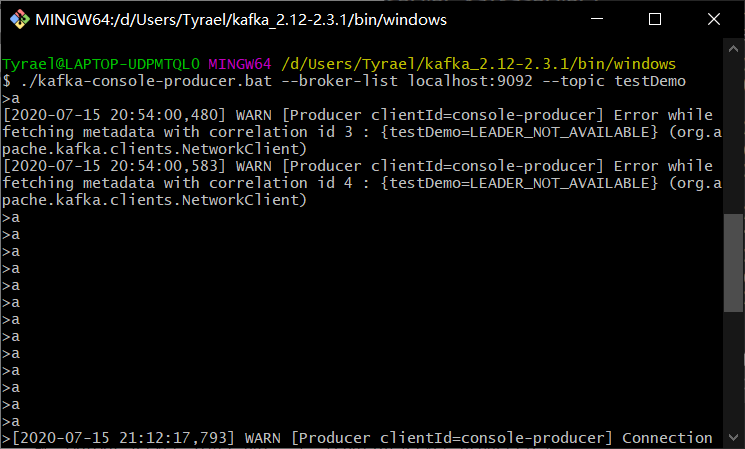 MINGW64:/d/Users/Tyrael/kafka_2.12-2.3.1/bin/windows
Tyrael@LAPTOP-UDPMTQL0 MINGW64 /d/Users/Tyrael/kafka_2.12-2.3.1/bin/windows
$ ./kafka-console-producer.bat --broker-list localhost:9092 --topic testDemo
>a
[2020-07-15 20:54:00,480] WARN [Producer clientId=console-producer] Error while
fetching metadata with correlation id 3 : {testDemo=LEADER_NOT_AVAILABLE} (org.a
pache.kafka.clients.NetworkClient)
[2020-07-15 20:54:00,583] WARN [Producer clientId=console-producer] Error while
fetching metadata with correlation id 4 : {testDemo=LEADER_NOT_AVAILABLE} (org.a
pache.kafka.clients.NetworkClient)
>a
>a
>a
>a
>a
>a
>a
>a
>a
>a
>a
>a
>a
>[2020-07-15 21:12:17,793] WARN [Producer clientId=console-producer] Connection